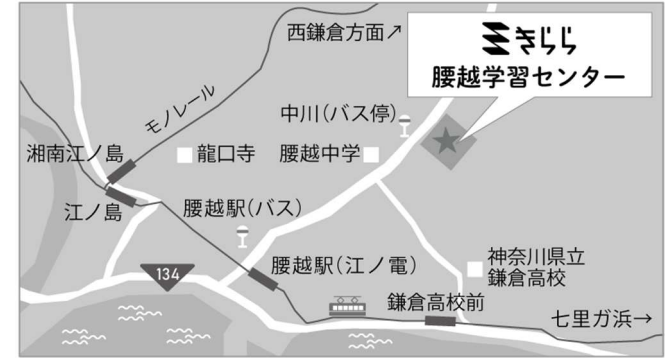 西鎌倉方面↗
きらら
腰越学習センター
モノレール
中川(バス停)
湘南江ノ島
龍口寺
腰越中学
江ノ島
腰越駅(バス)
134
腰越駅(江ノ電)
神奈川県立
鎌倉高校
鎌倉高校前
七里ガ浜→